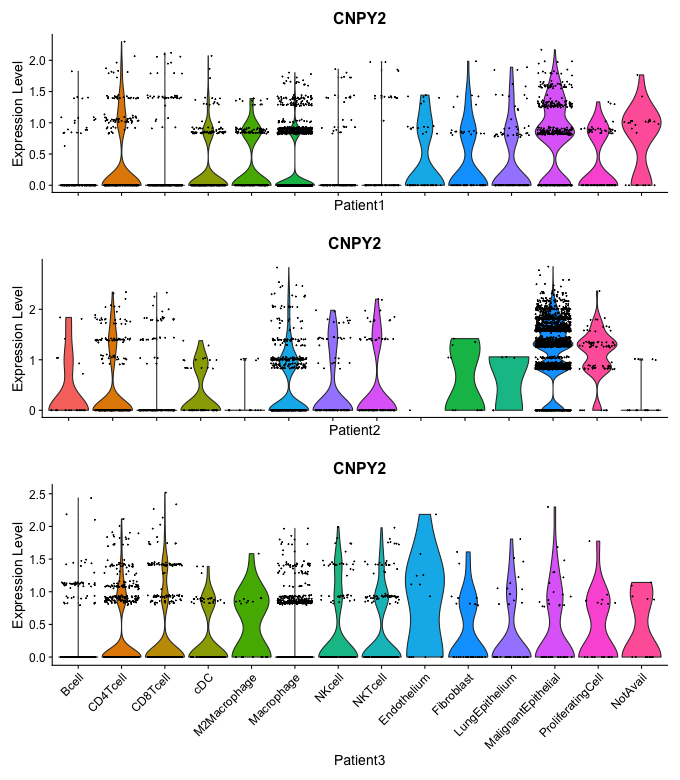 CNPY2
Expression Level
2.0
1.5
1.0
0.5
0.0
Patient1
CNPY2
Expression Level
2
1
0
Patient2
CNPY2
Expression Level
2.5
2.0
1.5
1.0
0.5
0.0
Bcell
CD4Tcell
CD8Tcell
cDC
M2Macrophage
Macrophage
NKcell
NKTcell
Endothelium
Fibroblast
LungEpithelium
MalignantEpithelial
ProliferatingCell
NotAvail
Patient3